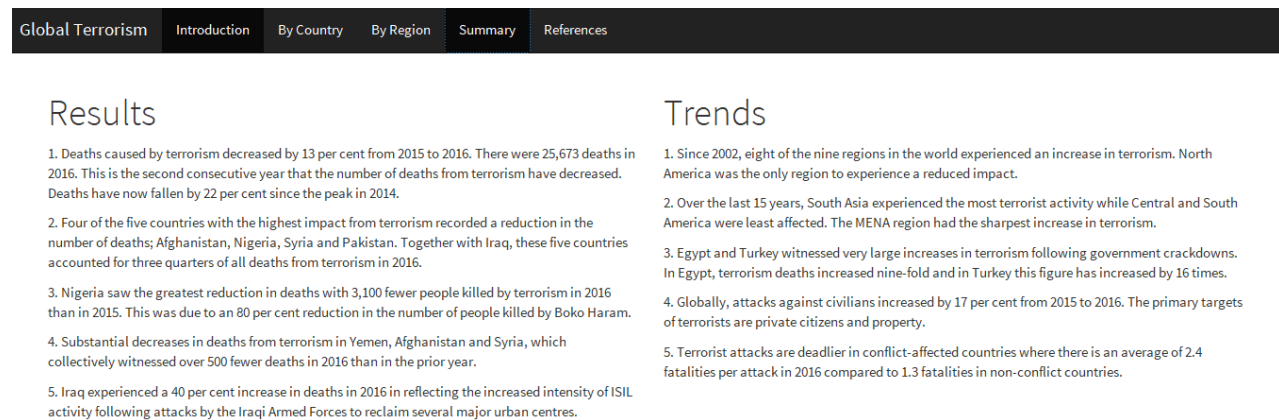 Global Terrorism Introduction By Country By Region Summary References
Results
1. Deaths caused by terrorism decreased by 13 per cent from 2015 to 2016. There were 25,673 deaths in
2016. This is the second consecutive year that the number of deaths from terrorism have decreased.
Deaths have now fallen by 22 per cent since the peak in 2014.
2. Four of the five countries with the highest impact from terrorism recorded a reduction in the
number of deaths; Afghanistan, Nigeria, Syria and Pakistan. Together with Iraq, these five countries
accounted for three quarters of all deaths from terrorism in 2016.
3. Nigeria saw the greatest reduction in deaths with 3,100 fewer people killed by terrorism in 2016
than in 2015. This was due to an 80 per cent reduction in the number of people killed by Boko Haram.
4. Substantial decreases in deaths from terrorism in Yemen, Afghanistan and Syria, which
collectively witnessed over 500 fewer deaths in 2016 than in the prior year.
5. Iraq experienced a 40 per cent increase in deaths in 2016 in reflecting the increased intensity of ISIL
activity following attacks by the Iraqi Armed Forces to reclaim several major urban centres.
Trends
1. Since 2002, eight of the nine regions in the world experienced an increase in terrorism. North
America was the only region to experience a reduced impact.
2. Over the last 15 years, South Asia experienced the most terrorist activity while Central and South
America were least affected. The MENA region had the sharpest increase in terrorism.
3. Egypt and Turkey witnessed very large increases in terrorism following government crackdowns.
In Egypt, terrorism deaths increased nine-fold and in Turkey this figure has increased by 16 times.
4. Globally, attacks against civilians increased by 17 per cent from 2015 to 2016. The primary targets
of terrorists are private citizens and property.
5. Terrorist attacks are deadlier in conflict-affected countries where there is an average of 2.4
fatalities per attack in 2016 compared to 1.3 fatalities in non-conflict countries.